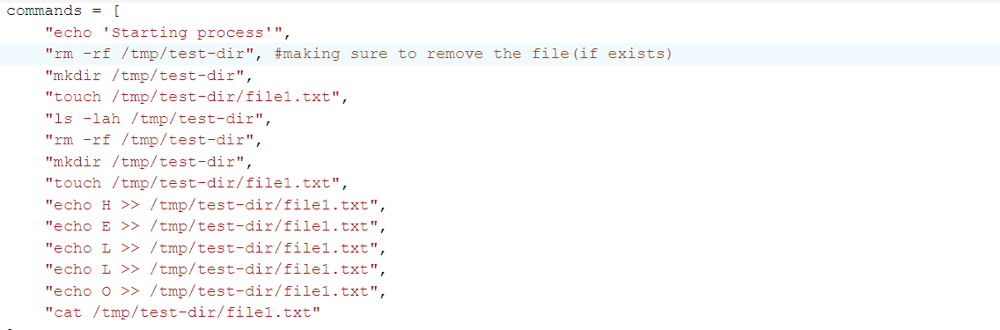 commands = [
    "echo 'Starting process'",
    "rm -rf /tmp/test-dir", #making sure to remove the file(if exists)
    "mkdir /tmp/test-dir",
    "touch /tmp/test-dir/file1.txt",
    "ls -lah /tmp/test-dir",
    "rm -rf /tmp/test-dir",
    "mkdir /tmp/test-dir",
    "touch /tmp/test-dir/file1.txt",
    "echo H >> /tmp/test-dir/file1.txt",
    "echo E >> /tmp/test-dir/file1.txt",
    "echo L >> /tmp/test-dir/file1.txt",
    "echo L >> /tmp/test-dir/file1.txt",
    "echo O >> /tmp/test-dir/file1.txt",
    "cat /tmp/test-dir/file1.txt"